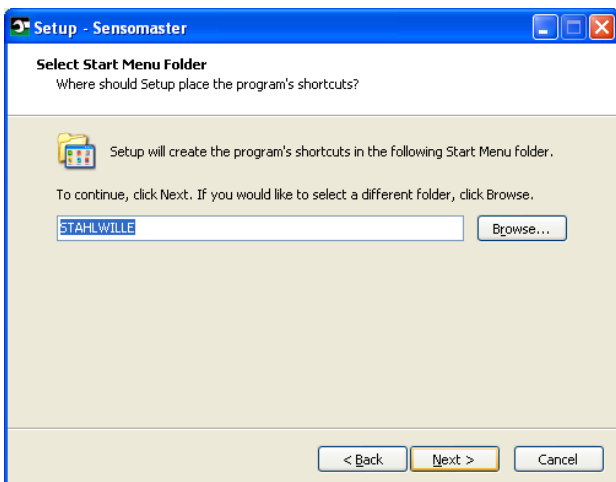 Setup - Sensomaster
Select Start Menu Folder
Where should Setup place the program's shortcuts?
Setup will create the program's shortcuts in the following Start Menu folder.
To continue, click Next. If you would like to select a different folder, click Browse.
STAHLWILLE
Browse...
< Back
Next >
Cancel